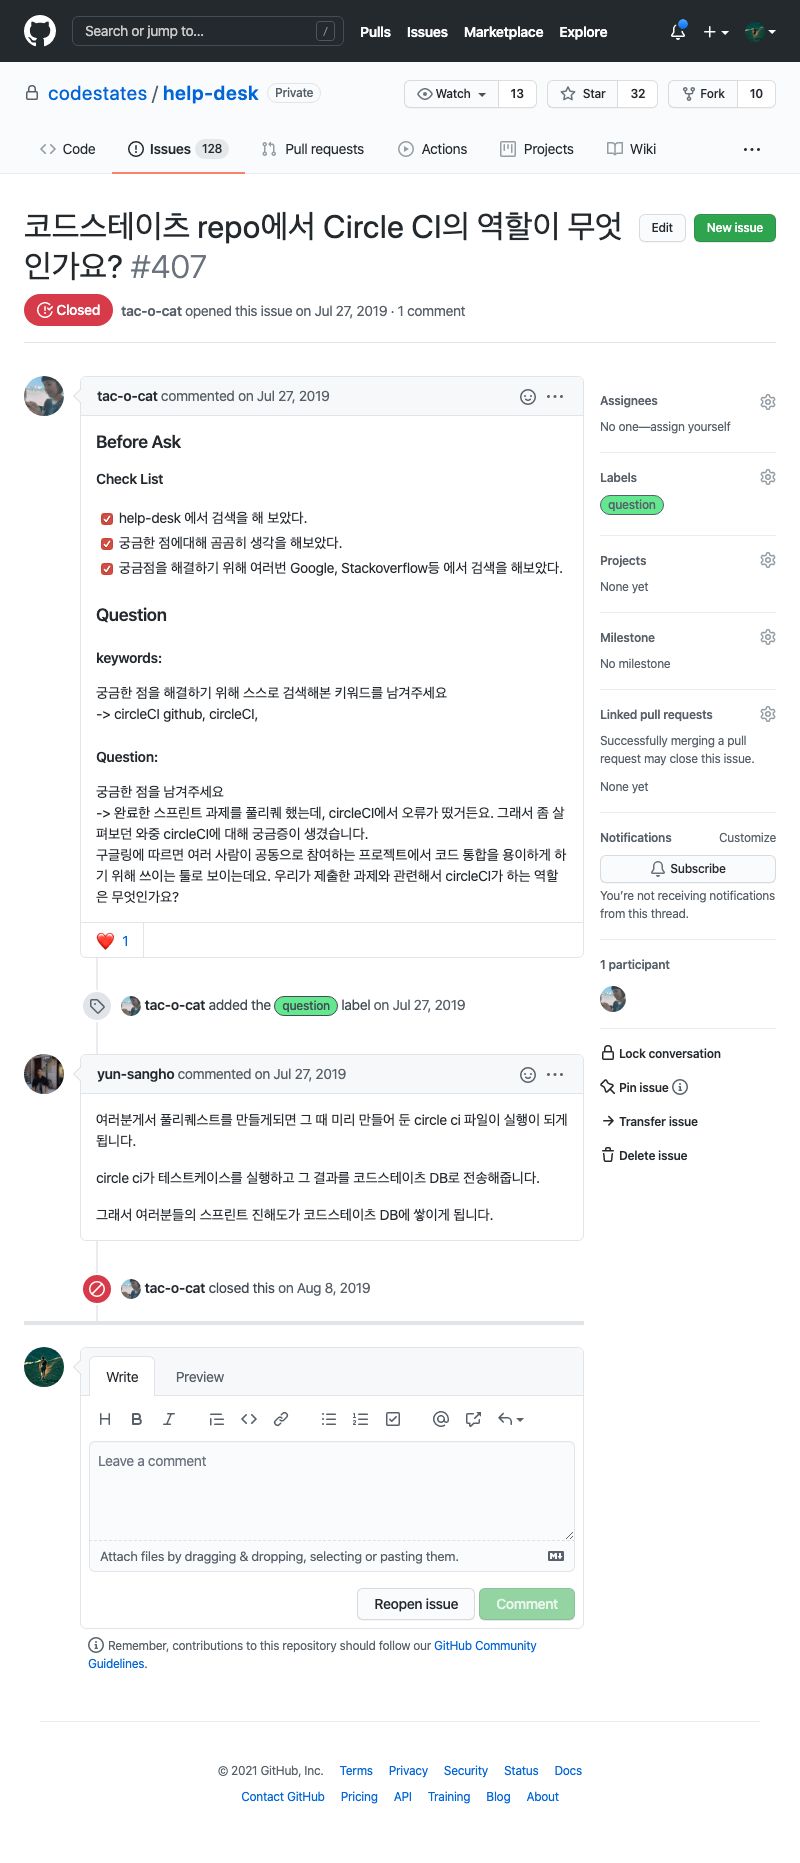 Search or jump to... /
Pulls Issues Marketplace Explore
codestates / help-desk Private
Watch 13 Star 32 Fork 10
Code Issues 128 Pull requests Actions Projects Wiki
코드스테이츠 repo에서 Circle CI의 역할이 무엇
인가요? #407
Edit New issue
Closed tac-o-cat opened this issue on Jul 27, 2019 · 1 comment
tac-o-cat commented on Jul 27, 2019
Before Ask
Check List
help-desk 에서 검색을 해 보았다.
궁금한 점에대해 곰곰히 생각을 해보았다.
궁금점을 해결하기 위해 여러번 Google, Stackoverflow등 에서 검색을 해보았다.
Question
keywords:
궁금한 점을 해결하기 위해 스스로 검색해본 키워드를 남겨주세요
-> circleCI github, circleCI,
Question:
궁금한 점을 남겨주세요
-> 완료한 스프린트 과제를 풀리퀘 했는데, circleCI에서 오류가 떴거든요. 그래서 좀 살
펴보던 와중 circleCI에 대해 궁금증이 생겼습니다.
구글링에 따르면 여러 사람이 공동으로 참여하는 프로젝트에서 코드 통합을 용이하게 하
기 위해 쓰이는 툴로 보이는데요. 우리가 제출한 과제와 관련해서 circleCI가 하는 역할
은 무엇인가요?
❤️ 1
tac-o-cat added the question label on Jul 27, 2019
yun-sangho commented on Jul 27, 2019
여러분게서 풀리퀘스트를 만들게되면 그 때 미리 만들어 둔 circle ci 파일이 실행이 되게
됩니다.
circle ci가 테스트케이스를 실행하고 그 결과를 코드스테이츠 DB로 전송해줍니다.
그래서 여러분들의 스프린트 진해도가 코드스테이츠 DB에 쌓이게 됩니다.
tac-o-cat closed this on Aug 8, 2019
Write Preview
Leave a comment
Attach files by dragging & dropping, selecting or pasting them.
Reopen issue Comment
Remember, contributions to this repository should follow our GitHub Community
Guidelines.
Assignees
No one—assign yourself
Labels
question
Projects
None yet
Milestone
No milestone
Linked pull requests
Successfully merging a pull
request may close this issue.
None yet
Notifications Customize
Subscribe
You're not receiving notifications
from this thread.
1 participant
Lock conversation
Pin issue
Transfer issue
Delete issue
© 2021 GitHub, Inc. Terms Privacy Security Status Docs
Contact GitHub Pricing API Training Blog About